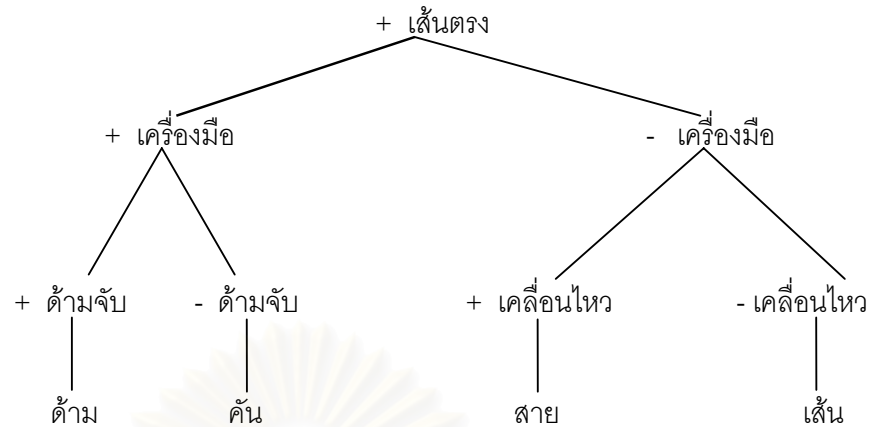 + เส้นตรง
+ เครื่องมือ - เครื่องมือ
+ ด้ามจับ - ด้ามจับ + เคลื่อนไหว - เคลื่อนไหว
ด้าม คัน สาย เส้น